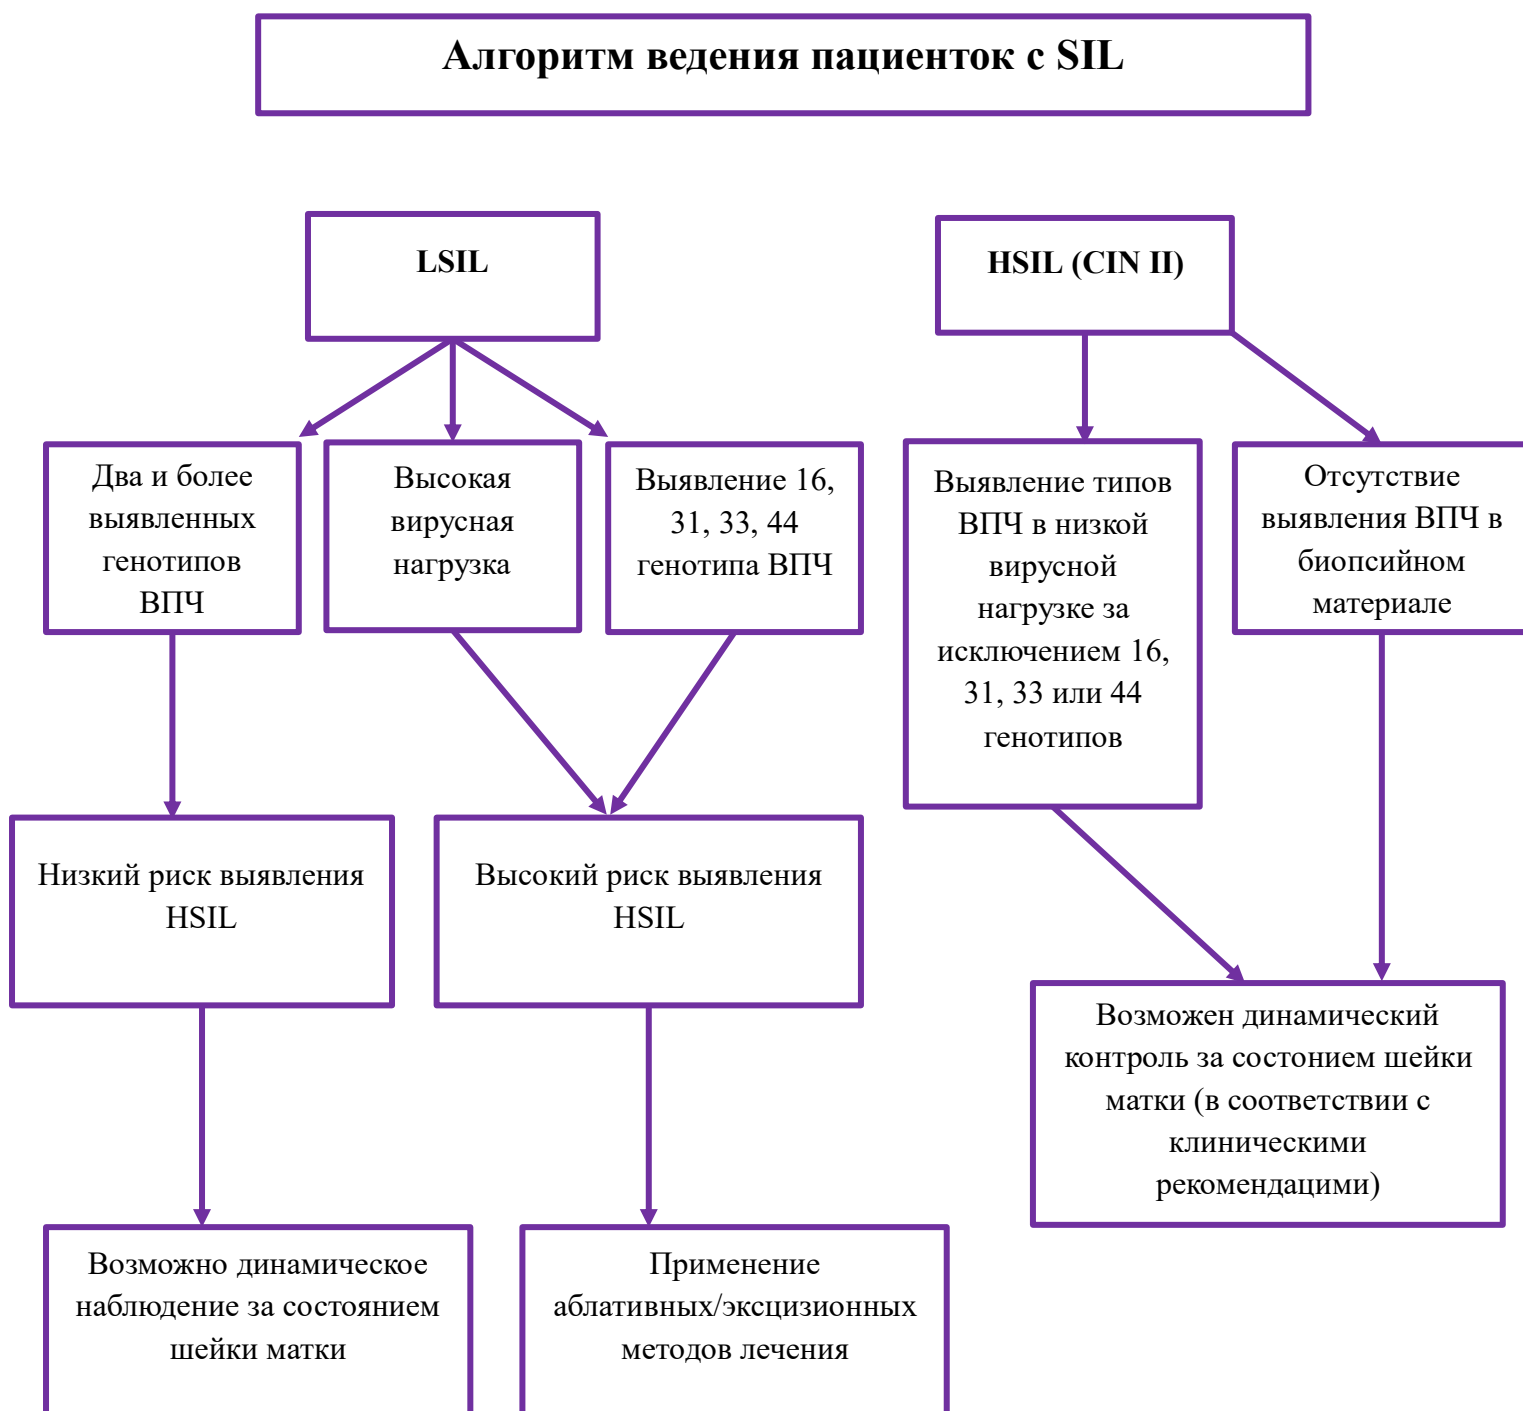 Алгоритм ведения пациенток с SIL
LSIL
HSIL (CIN II)
Два и более
выявленных
генотипов
ВПЧ
Высокая
вирусная
нагрузка
Выявление 16,
31, 33, 44
генотипа ВПЧ
Выявление типов
ВПЧ в низкой
вирусной
нагрузке за
исключением 16,
31, 33 или 44
генотипов
Отсутствие
выявления ВПЧ в
биопсийном
материале
Низкий риск выявления
HSIL
Высокий риск выявления
HSIL
Возможен динамический
контроль за состонием шейки
матки (в соответствии с
клиническими
рекомендацими)
Возможно динамическое
наблюдение за состоянием
шейки матки
Применение
аблативных/эксцизионных
методов лечения